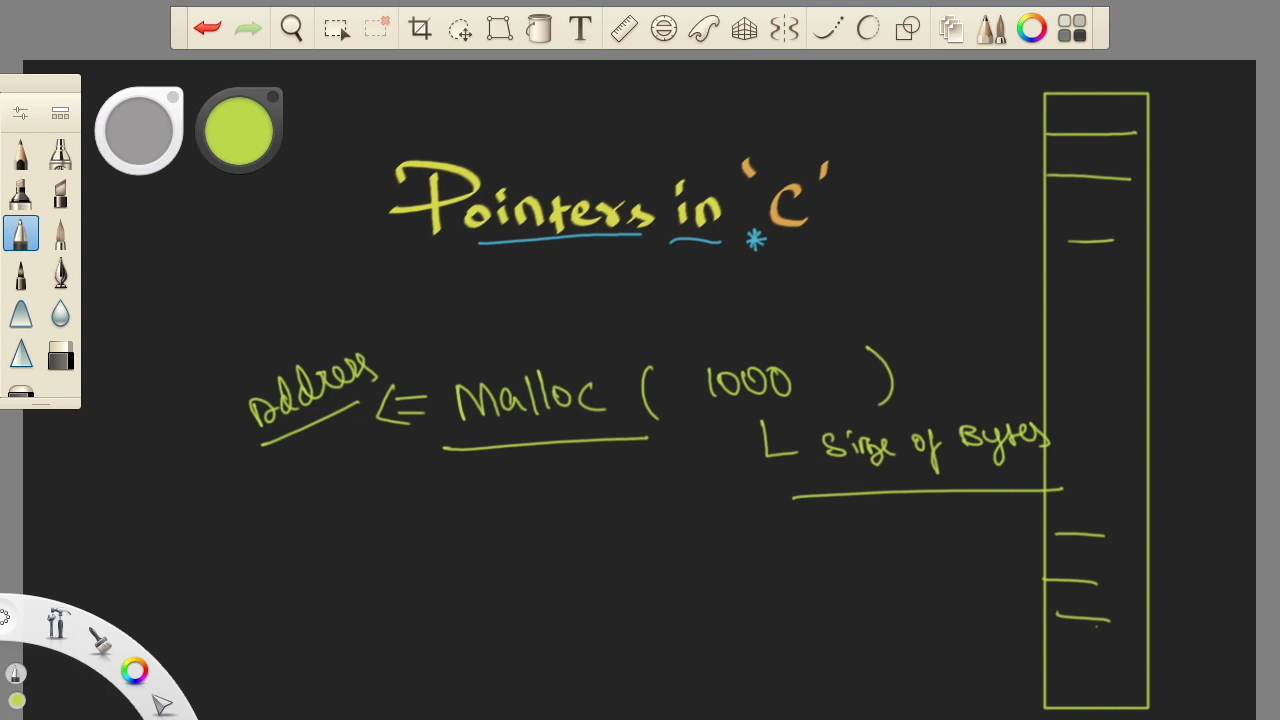 Pointers in 'C'
*
Address <= Malloc ( 1000 )
Size of Bytes